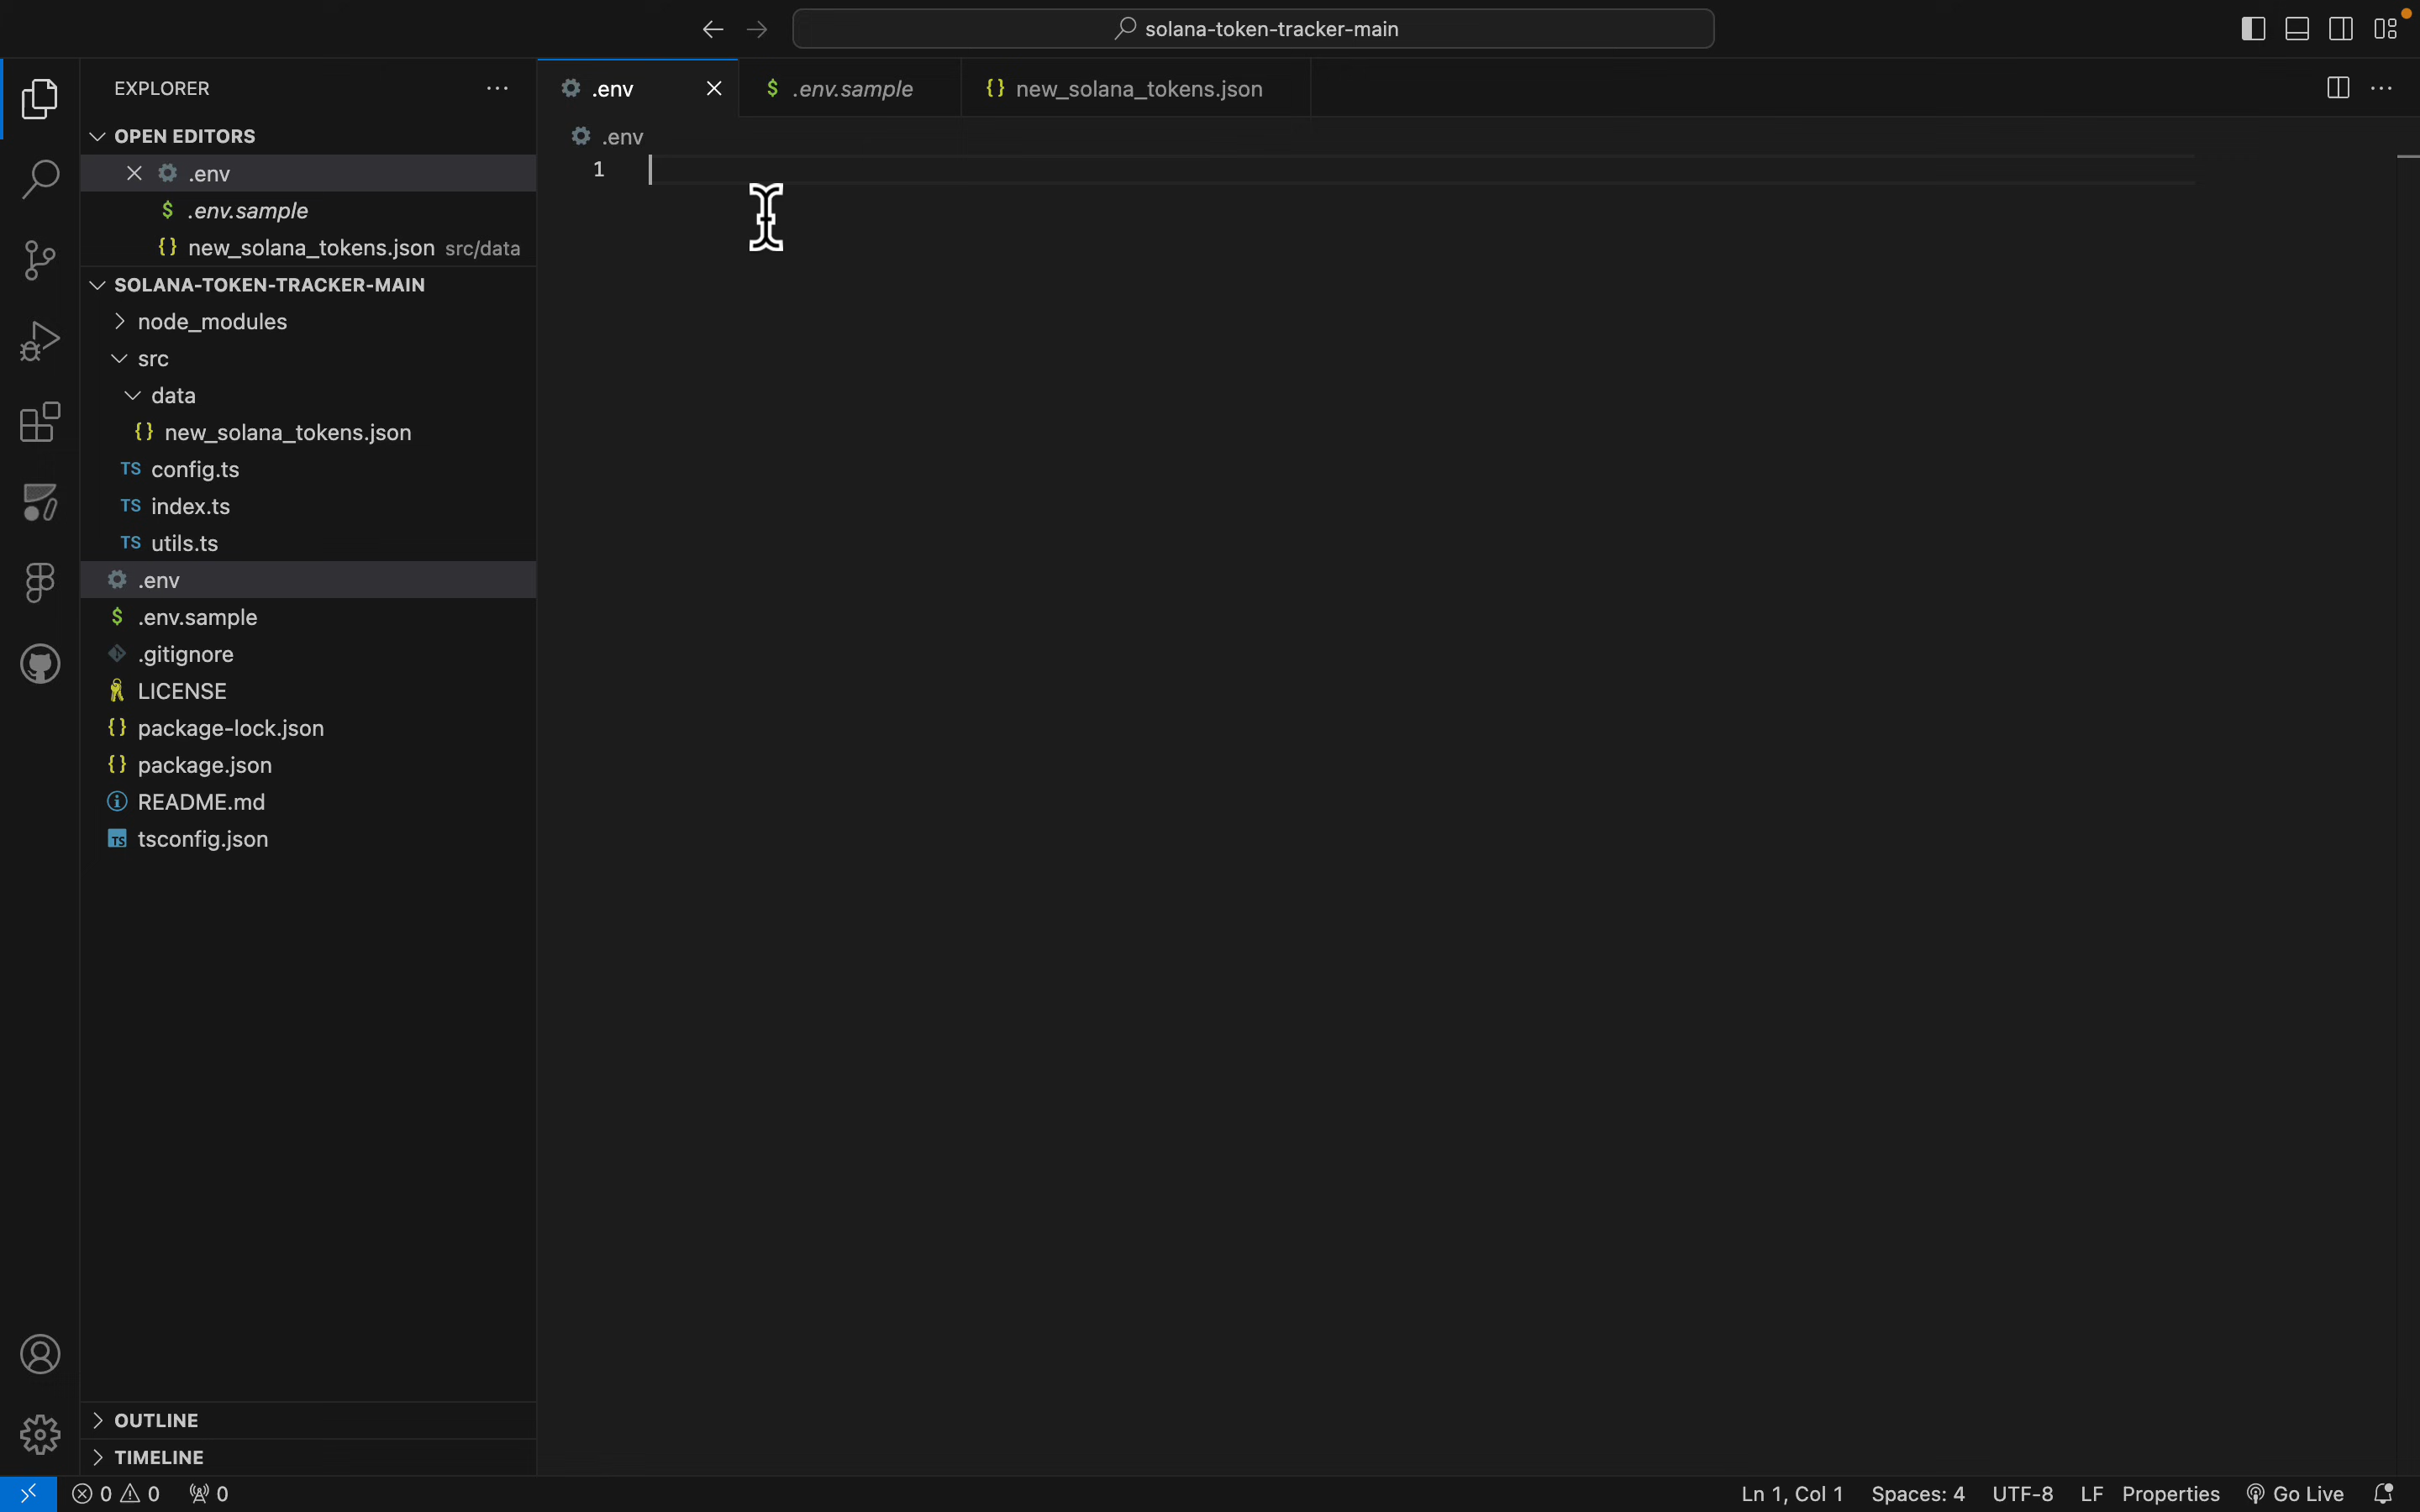 solana-token-tracker-main
EXPLORER
.env
.env.sample
{} new_solana_tokens.json
OPEN EDITORS
.env
$ .env.sample
{} new_solana_tokens.json src/data
SOLANA-TOKEN-TRACKER-MAIN
node_modules
src
data
{} new_solana_tokens.json
TS config.ts
TS index.ts
TS utils.ts
.env
$ .env.sample
.gitignore
LICENSE
{} package-lock.json
{} package.json
README.md
TS tsconfig.json
OUTLINE
TIMELINE
.env
1
0 0 0
Ln 1, Col 1 Spaces: 4 UTF-8 LF Properties Go Live